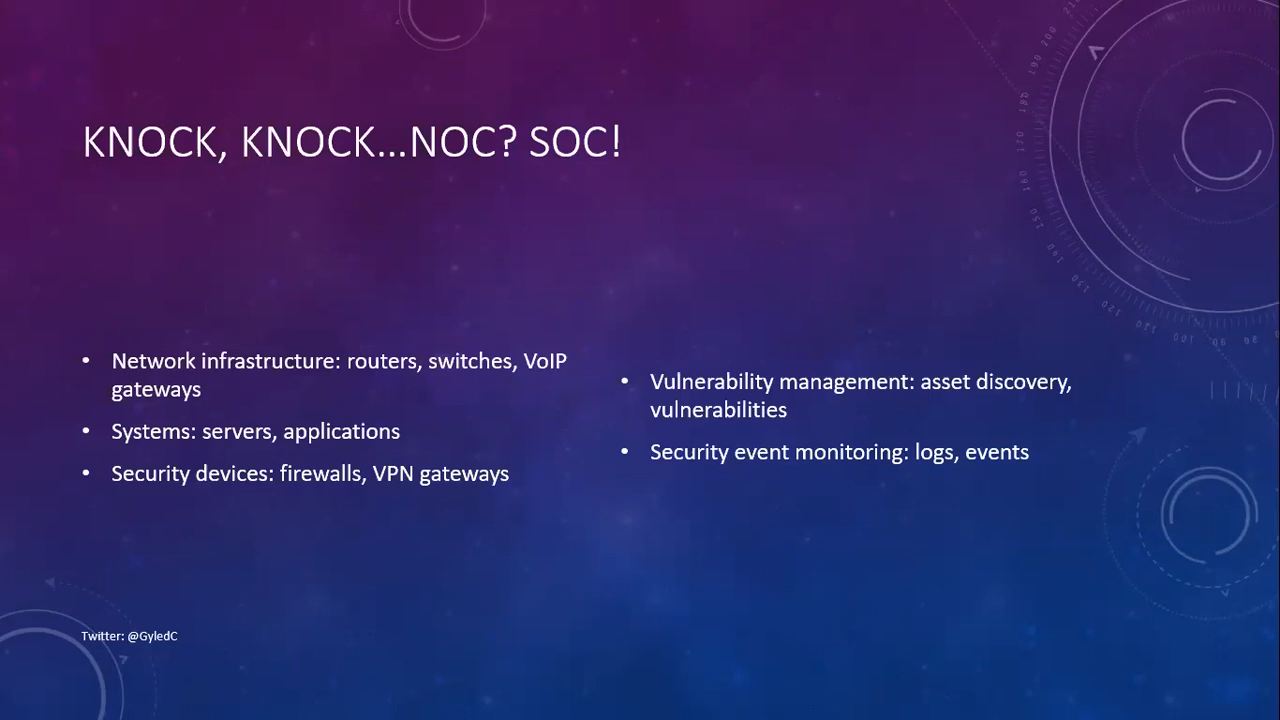 KNOCK, KNOCK...NOC? SOC!
• Network infrastructure: routers, switches, VoIP
gateways
• Systems: servers, applications
• Security devices: firewalls, VPN gateways
• Vulnerability management: asset discovery,
vulnerabilities
• Security event monitoring: logs, events
Twitter: @GyledC